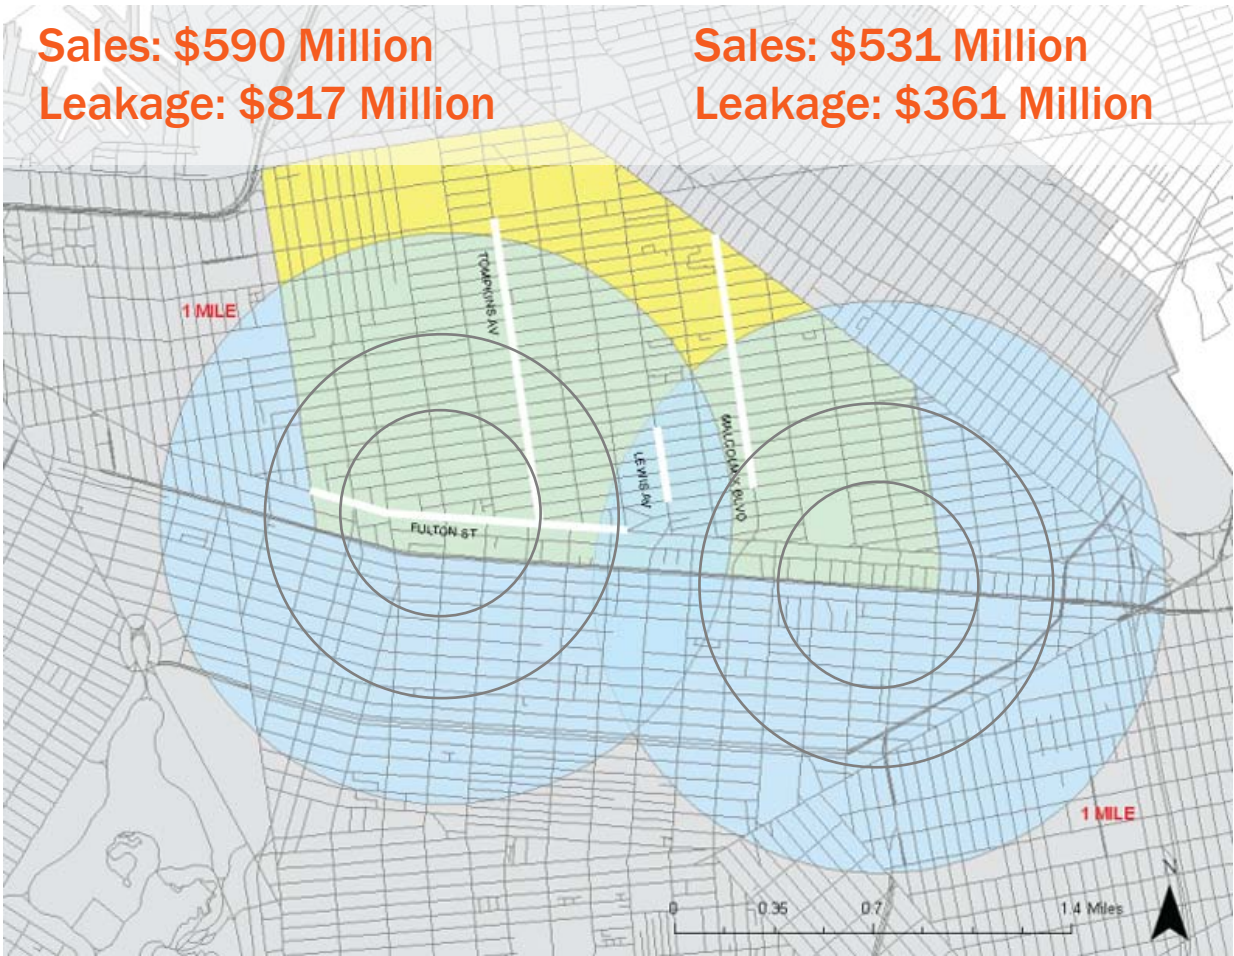 Sales: $590 Million
Leakage: $817 Million
Sales: $531 Million
Leakage: $361 Million
1 MILE
TOMPKINS AV
FULTON ST
LEWIS AV
MALCOLM X BLVD
1 MILE
N
0 0.35 0.7 1.4 Miles